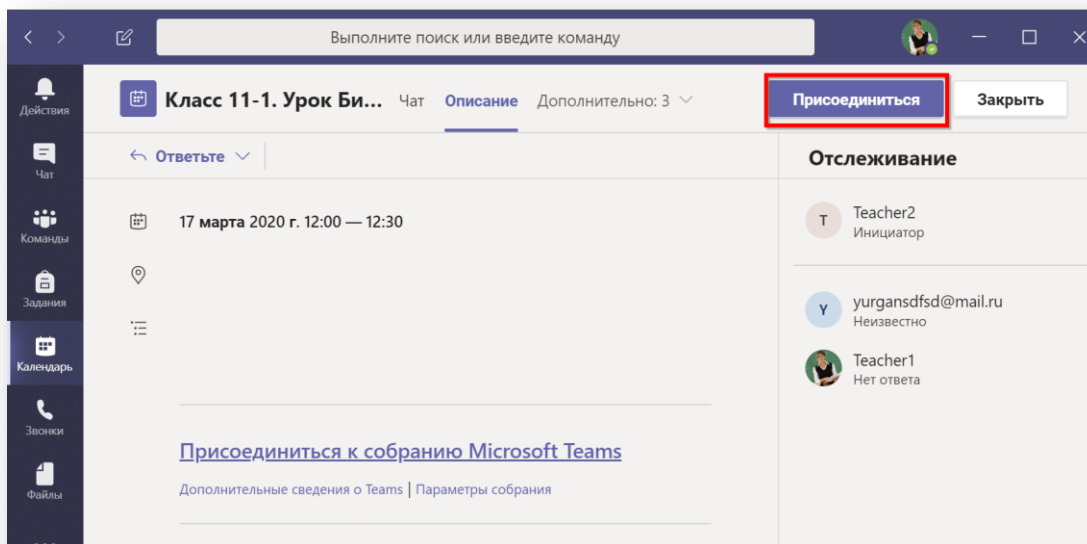 Выполните поиск или введите команду
Действия
Чат
Команды
Задания
Календарь
Звонки
Файлы
Класс 11-1. Урок Би... Чат Описание Дополнительно: 3
Присоединиться Закрыть
Ответьте
17 марта 2020 г. 12:00 — 12:30
Присоединиться к собранию Microsoft Teams
Дополнительные сведения о Teams | Параметры собрания
Отслеживание
T
Teacher2
Инициатор
Y
yurgansdfsd@mail.ru
Неизвестно
Teacher1
Нет ответа